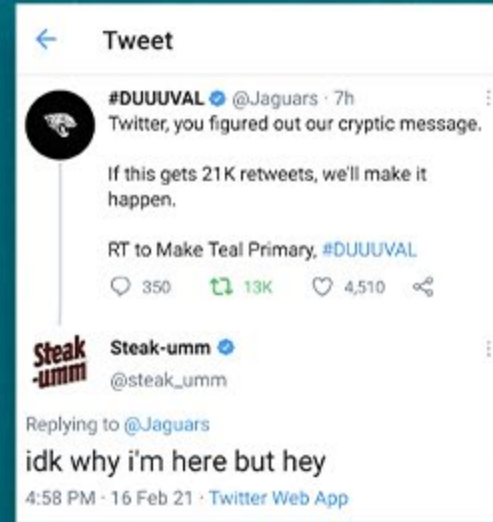 Tweet
#DUUUVAL @Jaguars · 7h
Twitter, you figured out our cryptic message.
If this gets 21K retweets, we'll make it
happen.
RT to Make Teal Primary, #DUUUVAL
350 13K 4,510
Steak
-umm
Steak-umm
@steak_umm
Replying to @Jaguars
idk why i'm here but hey
4:58 PM · 16 Feb 21 · Twitter Web App